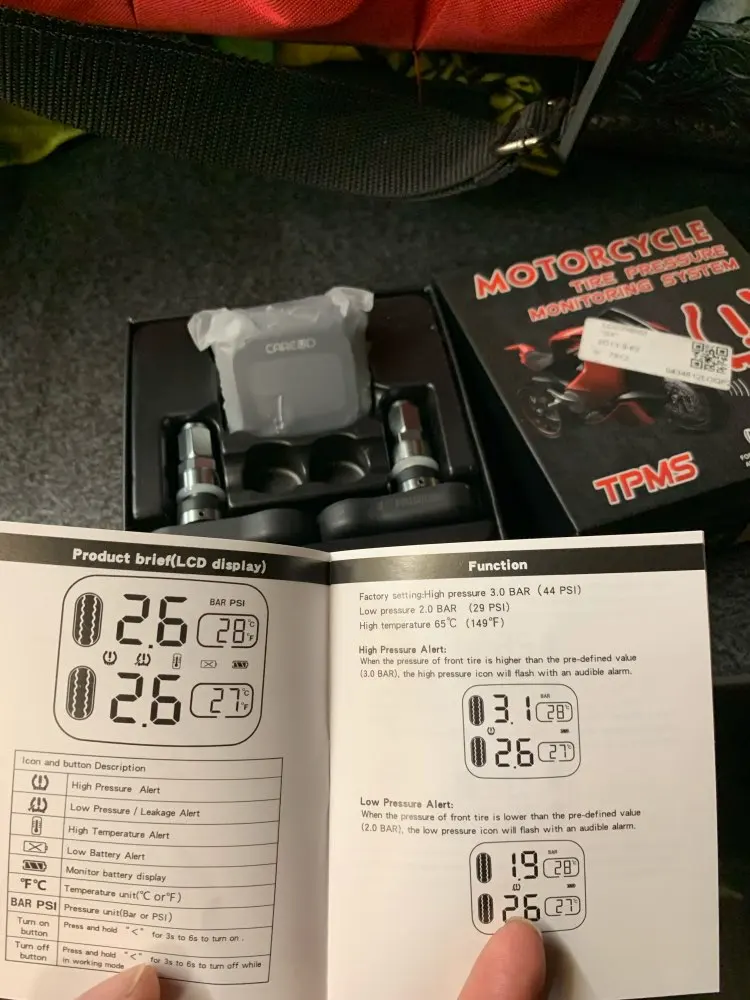 MOTORCYCLE
TIRE PRESSURE
MONITORING SYSTEM
TPMS
CAREUD
Product brief(LCD display)
BAR PSI
2.6
28 °C °F
2.6
27 °C °F
Icon and button Description
High Pressure Alert
Low Pressure / Leakage Alert
High Temperature Alert
Low Battery Alert
Monitor battery display
°F°C Temperature unit(°C or°F)
BAR PSI Pressure unit(Bar or PSI)
Turn on button Press and hold "<" for 3s to 6s to turn on .
Turn off button Press and hold "<" for 3s to 6s to turn off while
in working mode
Function
Factory setting:High pressure 3.0 BAR (44 PSI)
Low pressure 2.0 BAR (29 PSI)
High temperature 65℃ (149℉)
High Pressure Alert:
When the pressure of front tire is higher than the pre-defined value
(3.0 BAR), the high pressure icon will flash with an audible alarm.
BAR
3.1 28°
2.6 27°
Low Pressure Alert:
When the pressure of front tire is lower than the pre-defined value
(2.0 BAR), the low pressure icon will flash with an audible alarm.
BAR
1.9 28°
2.6 27°